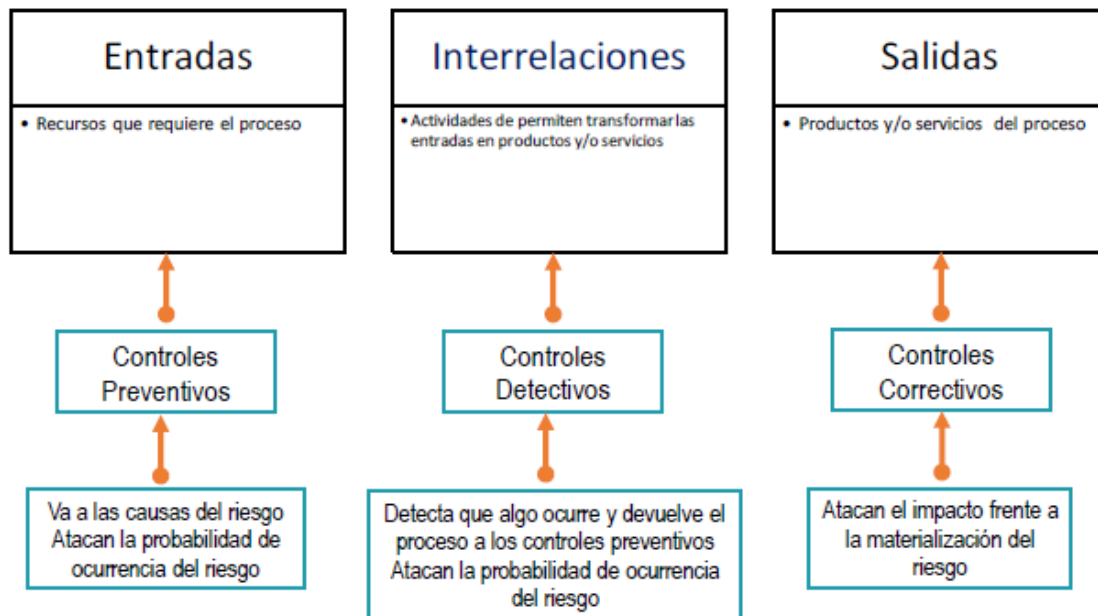 Entradas
• Recursos que requiere el proceso
Interrelaciones
• Actividades de permiten transformar las
entradas en productos y/o servicios
Salidas
• Productos y/o servicios del proceso
Controles
Preventivos
Controles
Detectivos
Controles
Correctivos
Va a las causas del riesgo
Atacan la probabilidad de
ocurrencia del riesgo
Detecta que algo ocurre y devuelve el
proceso a los controles preventivos
Atacan la probabilidad de ocurrencia
del riesgo
Atacan el impacto frente a
la materialización del
riesgo